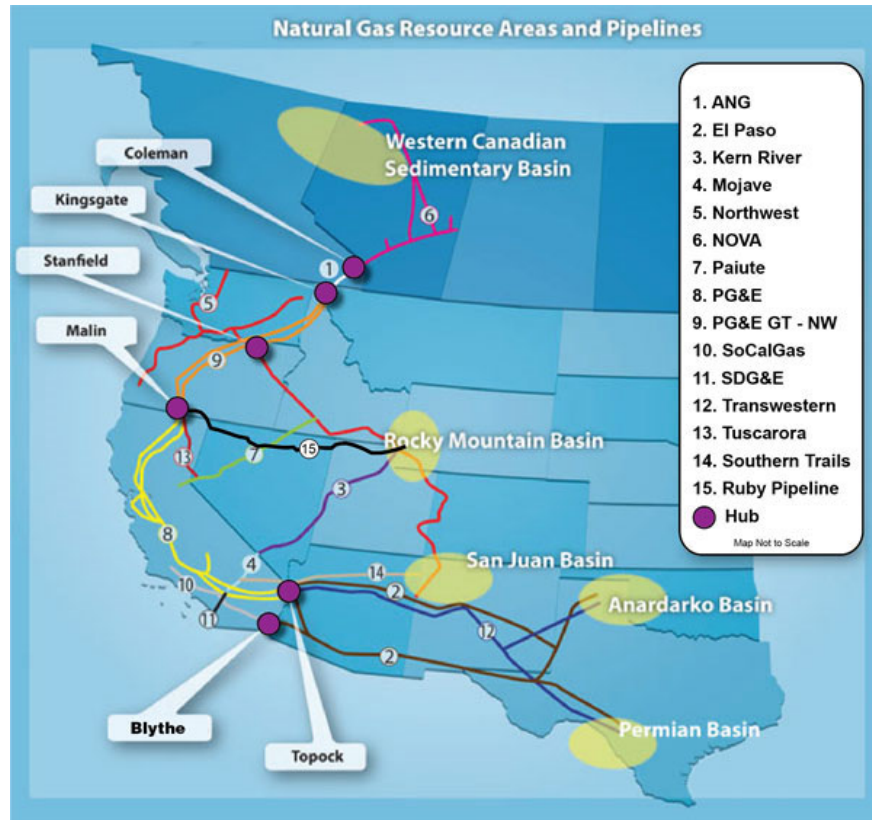 Natural Gas Resource Areas and Pipelines
1. ANG
2. El Paso
3. Kern River
4. Mojave
5. Northwest
6. NOVA
7. Paiute
8. PG&E
9. PG&E GT - NW
10. SoCalGas
11. SDG&E
12. Transwestern
13. Tuscarora
14. Southern Trails
15. Ruby Pipeline
Hub
Map Not to Scale
Western Canadian
Sedimentary Basin
Coleman
Kingsgate
Stanfield
Malin
6
1
5
9
Rocky Mountain Basin
15
7
13
3
8
4
San Juan Basin
14
10
2
Anardarko Basin
11
12
2
Blythe
Topock
Permian Basin